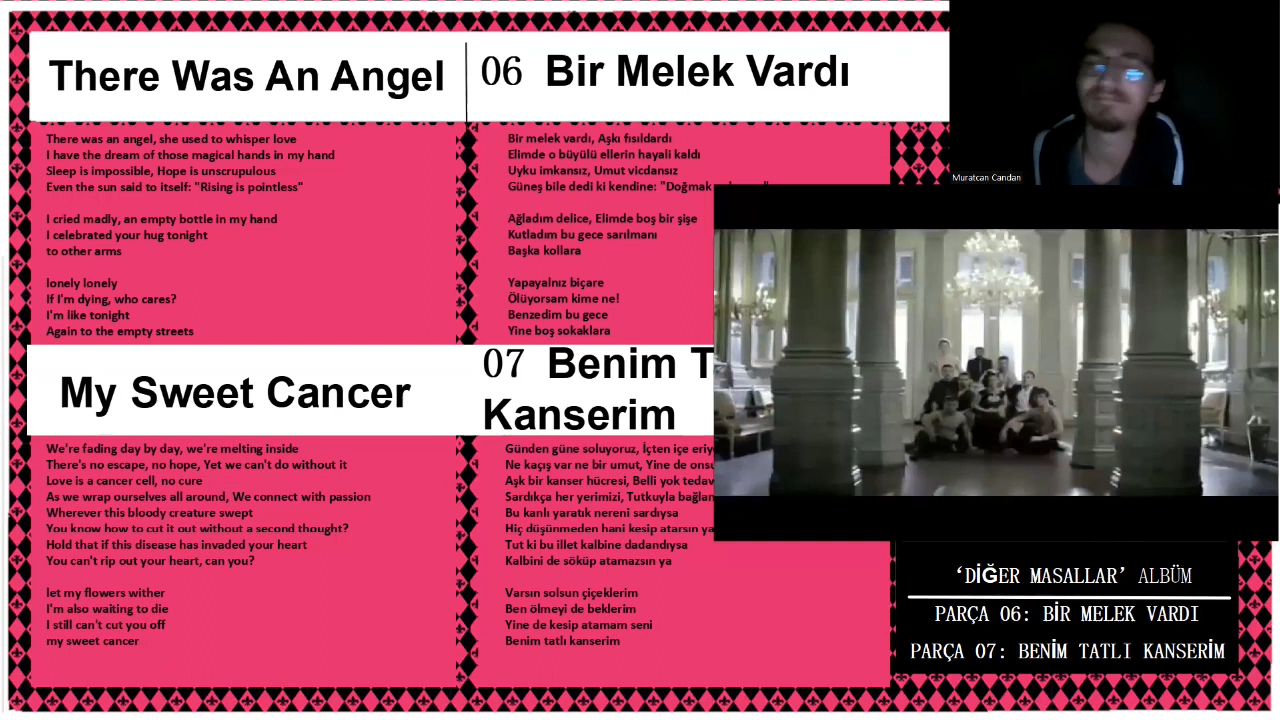 There Was An Angel
06 Bir Melek Vardı
There was an angel, she used to whisper love
I have the dream of those magical hands in my hand
Sleep is impossible, Hope is unscrupulous
Even the sun said to itself: "Rising is pointless"
I cried madly, an empty bottle in my hand
I celebrated your hug tonight
to other arms
lonely lonely
If I'm dying, who cares?
I'm like tonight
Again to the empty streets
Bir melek vardı, Aşkı fısıldardı
Elimde o büyülü ellerin hayali kaldı
Uyku imkansız, Umut vicdansız
Güneş bile dedi ki kendine: "Doğmak
Ağladım delice, Elimde boş bir şişe
Kutladım bu gece sarılmanı
Başka kollara
Yapayalnız biçare
Ölüyorsam kime ne!
Benzedim bu gece
Yine boş sokaklara
My Sweet Cancer
07 Benim T
Kanserim
We're fading day by day, we're melting inside
There's no escape, no hope, Yet we can't do without it
Love is a cancer cell, no cure
As we wrap ourselves all around, We connect with passion
Wherever this bloody creature swept
You know how to cut it out without a second thought?
Hold that if this disease has invaded your heart
You can't rip out your heart, can you?
let my flowers wither
I'm also waiting to die
I still can't cut you off
my sweet cancer
Günden güne soluyoruz, İçten içe eriy
Ne kaçış var ne bir umut, Yine de onsu
Aşk bir kanser hücresi, Belli yok tedav
Sardıkça her yerimizi, Tutkuyla bağlan
Bu kanlı yaratık nereni sardıysa
Hiç düşünmeden hani kesip atarsın ya
Tut ki bu illet kalbine dadandıysa
Kalbini de söküp atamazsın ya
Varsın solsun çiçeklerim
Ben ölmeyi de beklerim
Yine de kesip atamam seni
Benim tatlı kanserim
Muratcan Candan
‘DİĞER MASALLAR’ ALBÜM
PARÇA 06: BİR MELEK VARDI
PARÇA 07: BENİM TATLI KANSERİM